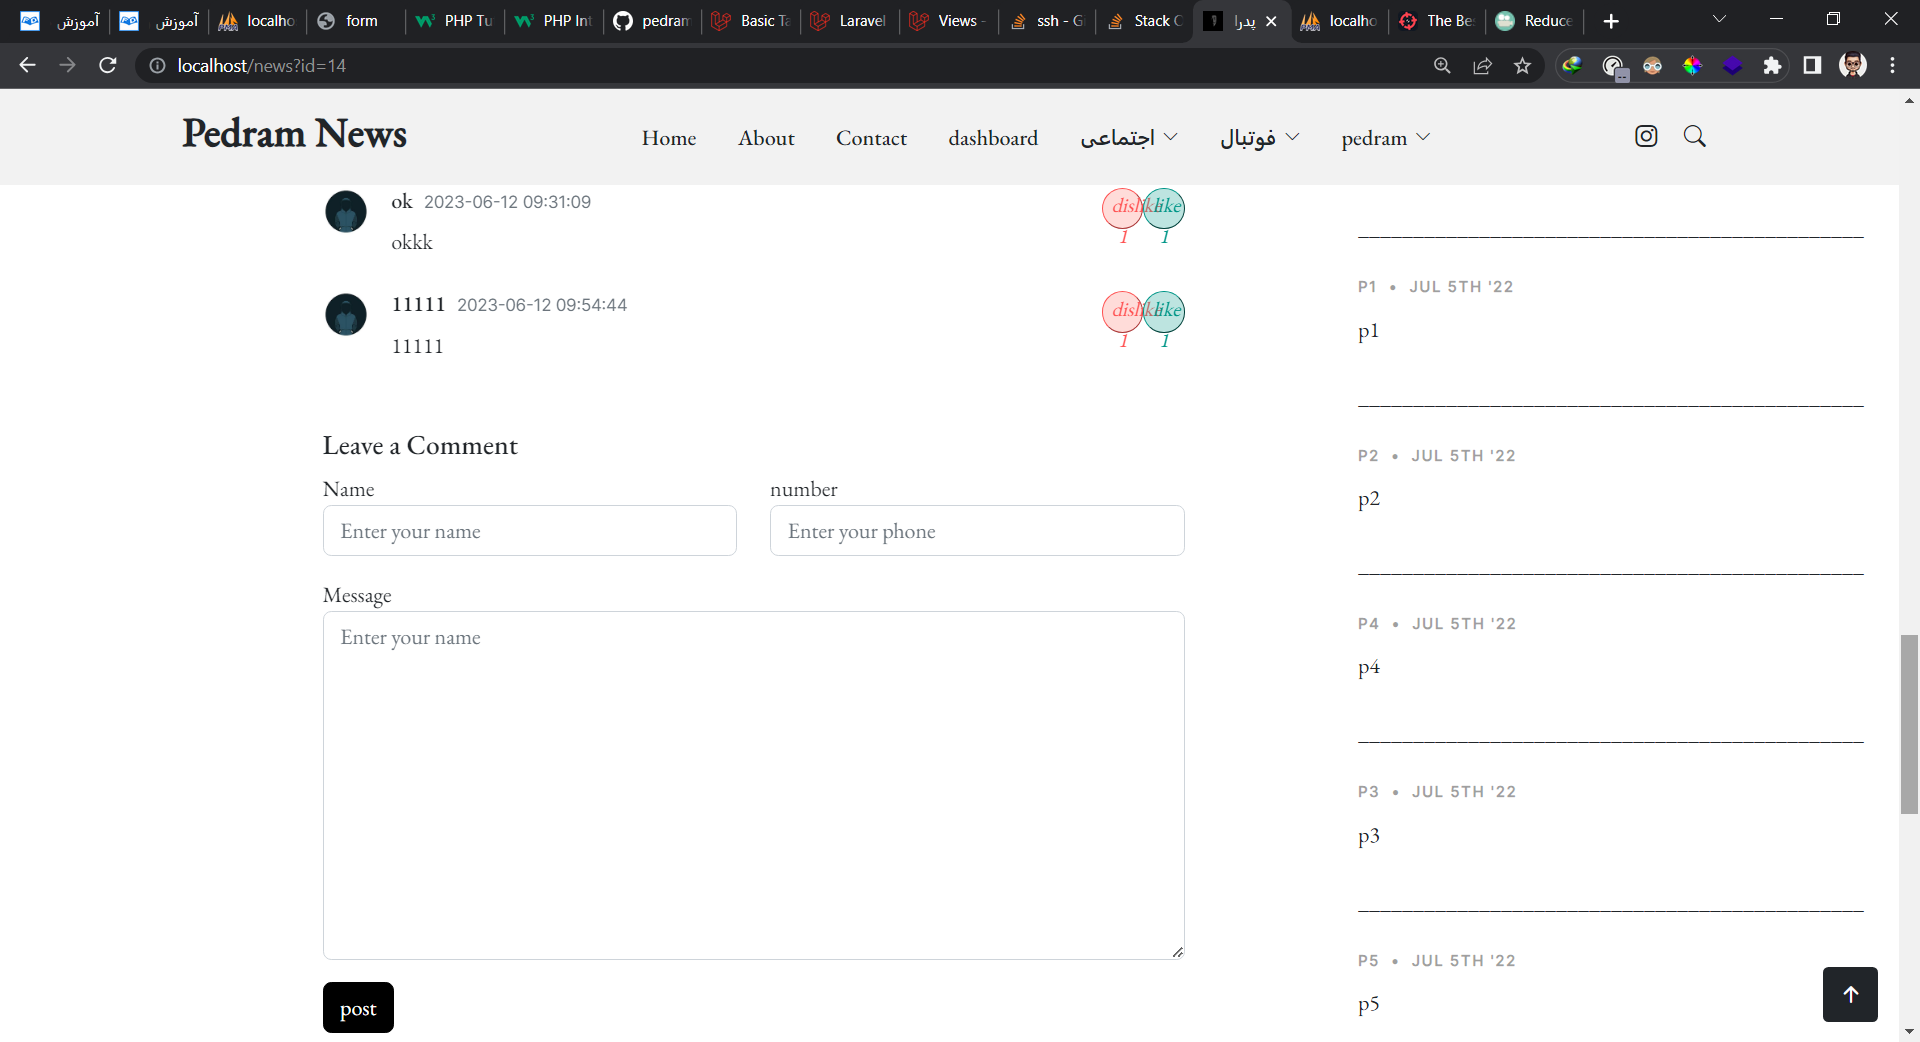 آموزش
آموزش
localho
form
PHP Tu
PHP Int
pedram
Basic Ta
Laravel
Views -
ssh - Gi
Stack O
پدرا
localho
The Be
Reduce
localhost/news?id=14
Pedram News
Home
About
Contact
dashboard
اجتماعی
فوتبال
pedram
ok 2023-06-12 09:31:09
okkk
dislike
1
like
1
11111 2023-06-12 09:54:44
11111
dislike
1
like
1
Leave a Comment
Name
Enter your name
number
Enter your phone
Message
Enter your name
post
P1 • JUL 5TH '22
p1
P2 • JUL 5TH '22
p2
P4 • JUL 5TH '22
p4
P3 • JUL 5TH '22
p3
P5 • JUL 5TH '22
p5